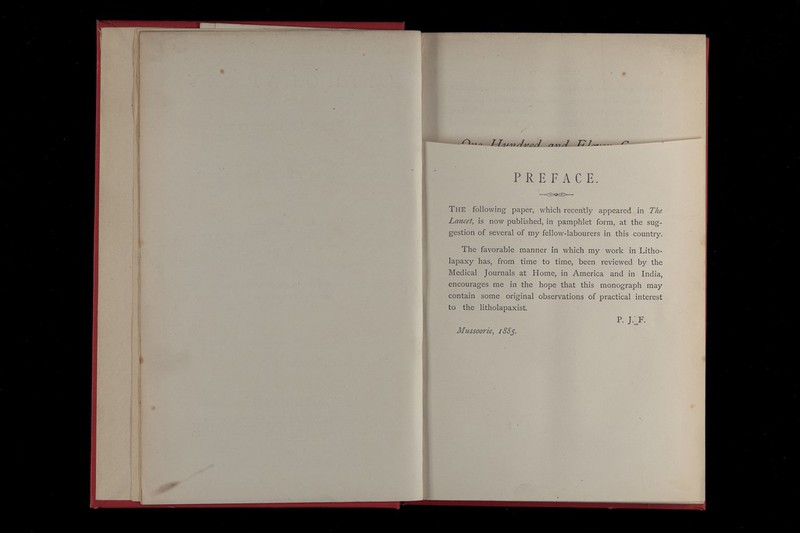 One Hundred and Eleven
PREFACE.
THE following paper, which recently appeared in The
Lancet, is now published, in pamphlet form, at the sug-
gestion of several of my fellow-labourers in this country.
The favorable manner in which my work in Litho-
lapaxy has, from time to time, been reviewed by the
Medical Journals at Home, in America and in India,
encourages me in the hope that this monograph may
contain some original observations of practical interest
to the litholapaxist.
P. J. F.
Mussoorie, 1885.